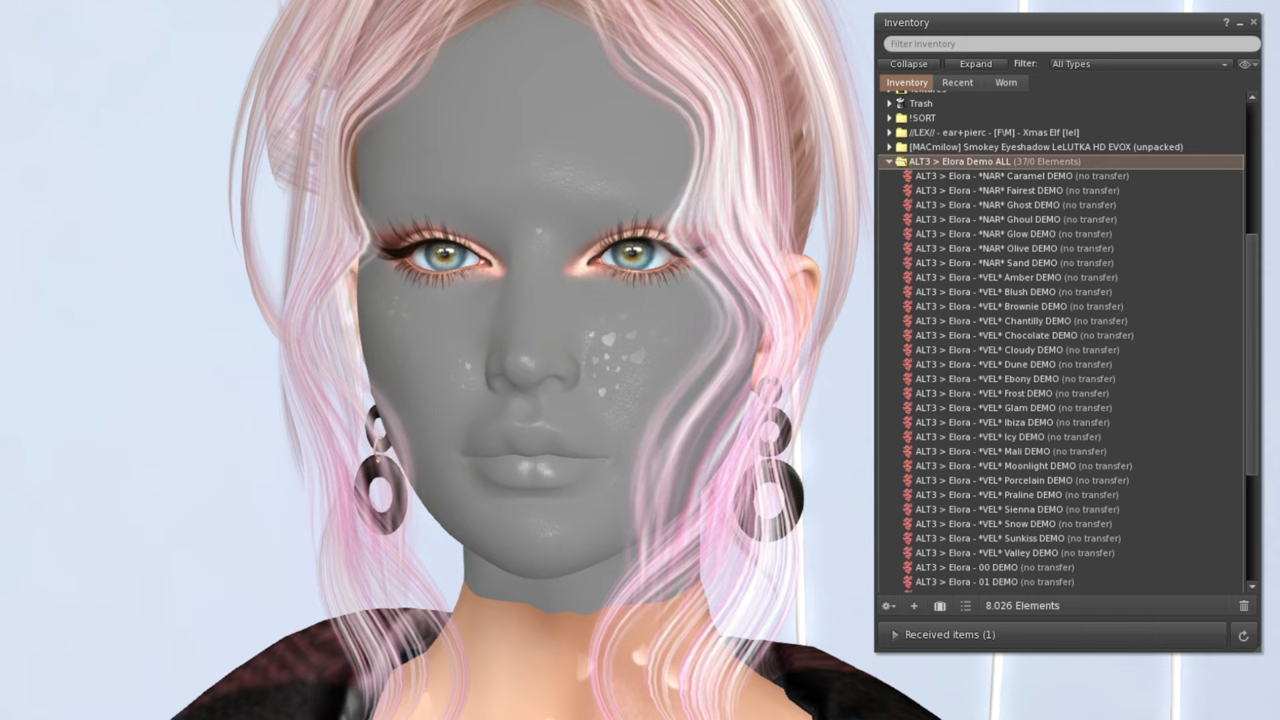 Inventory ? _ ×
Filter Inventory
Collapse Expand Filter: All Types
Inventory Recent Worn
Trash
!SORT
//LEX// - ear+pierc - [F\M] - Xmas Elf [lel]
[MACmilow] Smokey Eyeshadow LeLUTKA HD EVOX (unpacked)
ALT3 > Elora Demo ALL (37/0 Elements)
ALT3 > Elora - *NAR* Caramel DEMO (no transfer)
ALT3 > Elora - *NAR* Fairest DEMO (no transfer)
ALT3 > Elora - *NAR* Ghost DEMO (no transfer)
ALT3 > Elora - *NAR* Ghoul DEMO (no transfer)
ALT3 > Elora - *NAR* Glow DEMO (no transfer)
ALT3 > Elora - *NAR* Olive DEMO (no transfer)
ALT3 > Elora - *NAR* Sand DEMO (no transfer)
ALT3 > Elora - *VEL* Amber DEMO (no transfer)
ALT3 > Elora - *VEL* Blush DEMO (no transfer)
ALT3 > Elora - *VEL* Brownie DEMO (no transfer)
ALT3 > Elora - *VEL* Chantilly DEMO (no transfer)
ALT3 > Elora - *VEL* Chocolate DEMO (no transfer)
ALT3 > Elora - *VEL* Cloudy DEMO (no transfer)
ALT3 > Elora - *VEL* Dune DEMO (no transfer)
ALT3 > Elora - *VEL* Ebony DEMO (no transfer)
ALT3 > Elora - *VEL* Frost DEMO (no transfer)
ALT3 > Elora - *VEL* Glam DEMO (no transfer)
ALT3 > Elora - *VEL* Ibiza DEMO (no transfer)
ALT3 > Elora - *VEL* Icy DEMO (no transfer)
ALT3 > Elora - *VEL* Mali DEMO (no transfer)
ALT3 > Elora - *VEL* Moonlight DEMO (no transfer)
ALT3 > Elora - *VEL* Porcelain DEMO (no transfer)
ALT3 > Elora - *VEL* Praline DEMO (no transfer)
ALT3 > Elora - *VEL* Sienna DEMO (no transfer)
ALT3 > Elora - *VEL* Snow DEMO (no transfer)
ALT3 > Elora - *VEL* Sunkiss DEMO (no transfer)
ALT3 > Elora - *VEL* Valley DEMO (no transfer)
ALT3 > Elora - 00 DEMO (no transfer)
ALT3 > Elora - 01 DEMO (no transfer)
8.026 Elements
Received items (1)